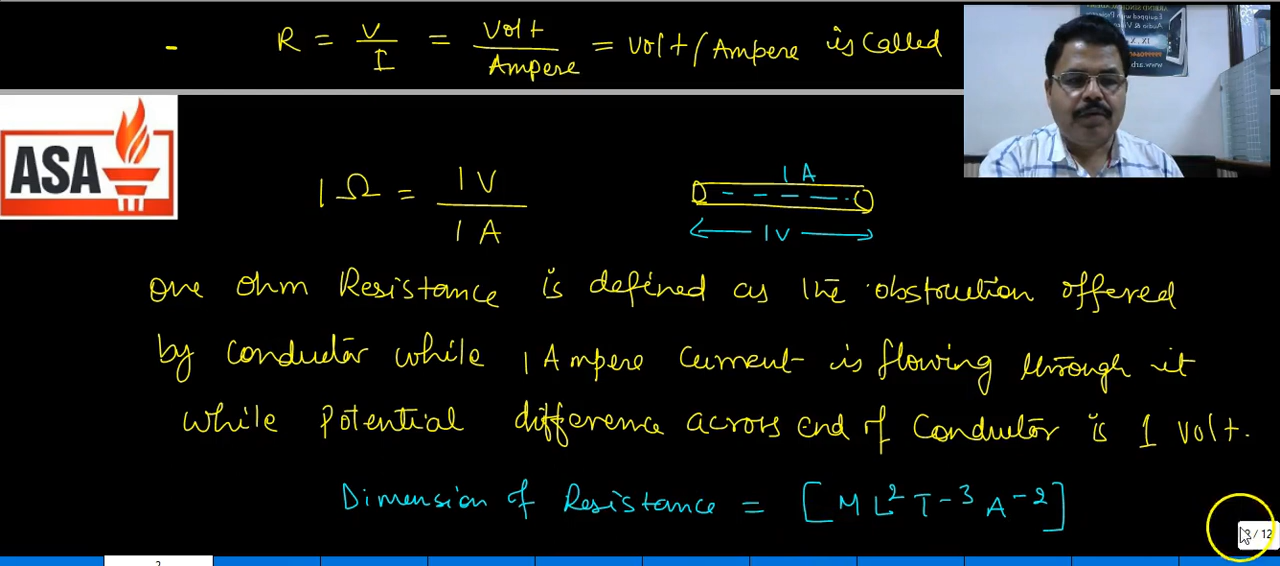 - R = V/I = Volt/Ampere = volt/Ampere is called
ASA
1 Ω = 1 V / 1 A
1 A
1 V
One ohm Resistance is defined as the obstruction offered
by conductor while 1 Ampere current is flowing through it
while potential difference across end of conductor is 1 volt.
Dimension of Resistance = [M L² T⁻³ A⁻²]
/ 12
2